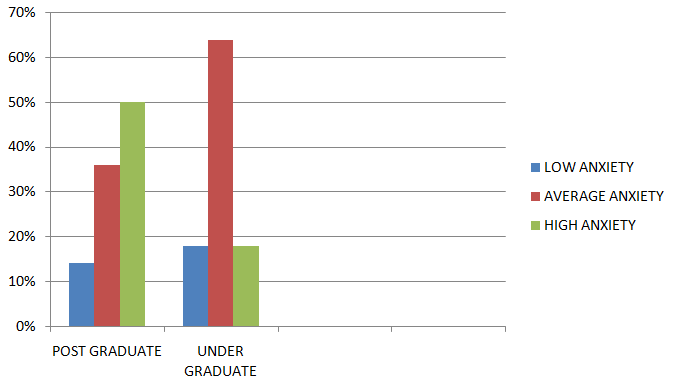 70%
60%
50%
40%
30%
20%
10%
0%
POST GRADUATE
UNDER
GRADUATE
LOW ANXIETY
AVERAGE ANXIETY
HIGH ANXIETY